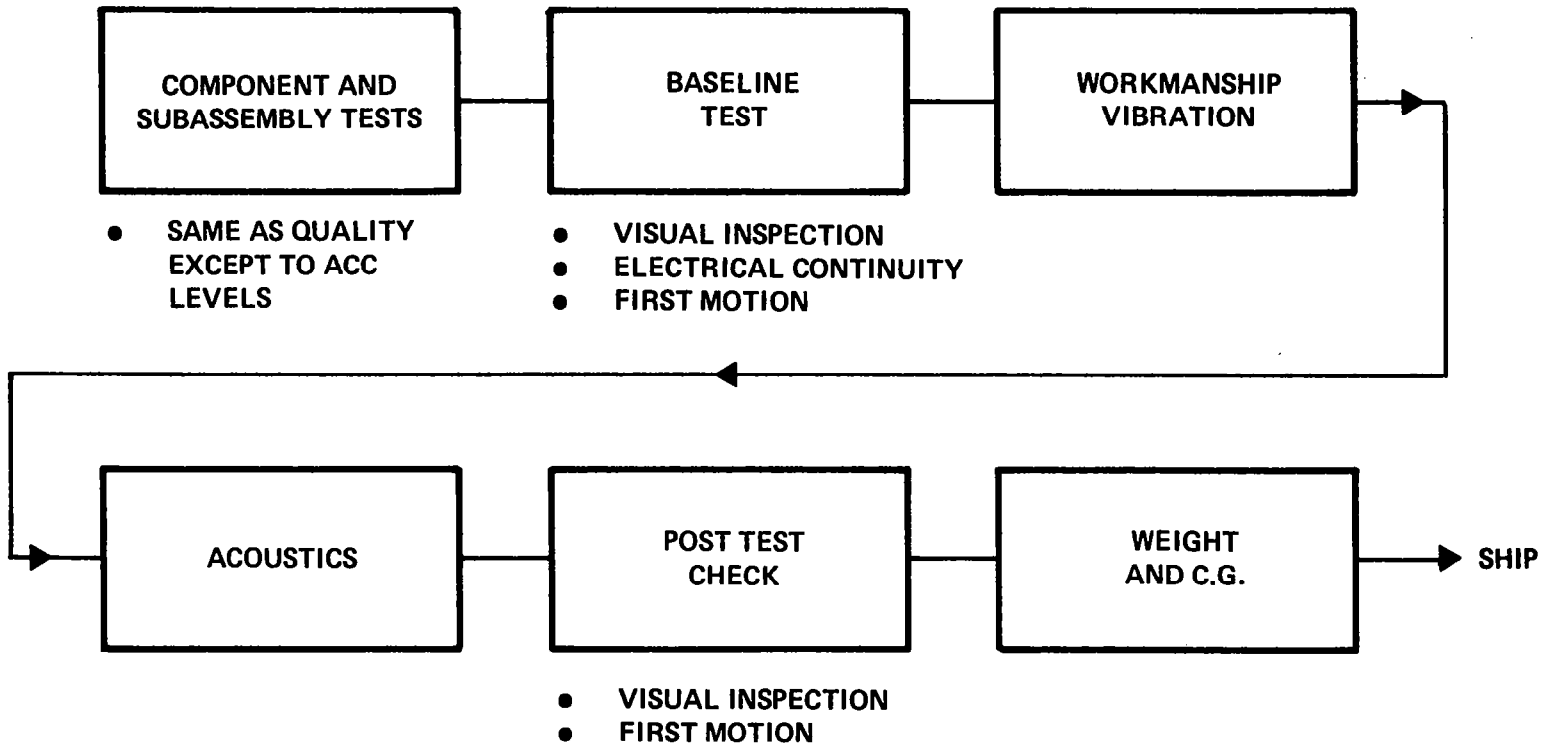 COMPONENT AND
SUBASSEMBLY TESTS
BASELINE
TEST
WORKMANSHIP
VIBRATION
● SAME AS QUALITY
EXCEPT TO ACC
LEVELS
● VISUAL INSPECTION
● ELECTRICAL CONTINUITY
● FIRST MOTION
ACOUSTICS
POST TEST
CHECK
WEIGHT
AND C.G.
SHIP
● VISUAL INSPECTION
● FIRST MOTION